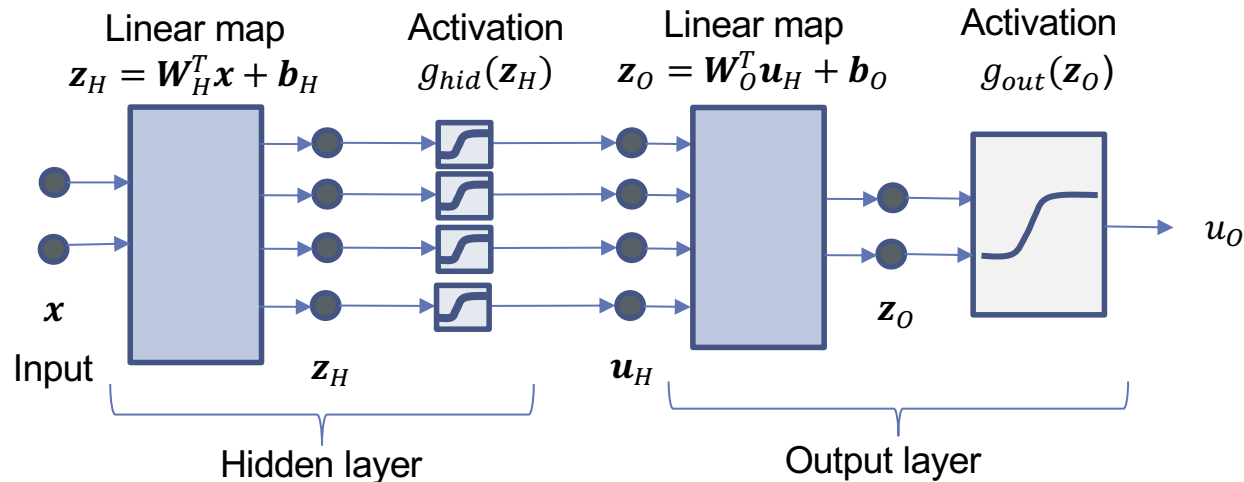 Linear map
𝒛_H = 𝑾_H^T 𝒙 + 𝒃_H
Activation
g_hid(𝒛_H)
Linear map
𝒛_O = 𝑾_O^T 𝒖_H + 𝒃_O
Activation
g_out(𝒛_O)
u_O
𝒙
Input
𝒛_H
𝒖_H
𝒛_O
Hidden layer
Output layer